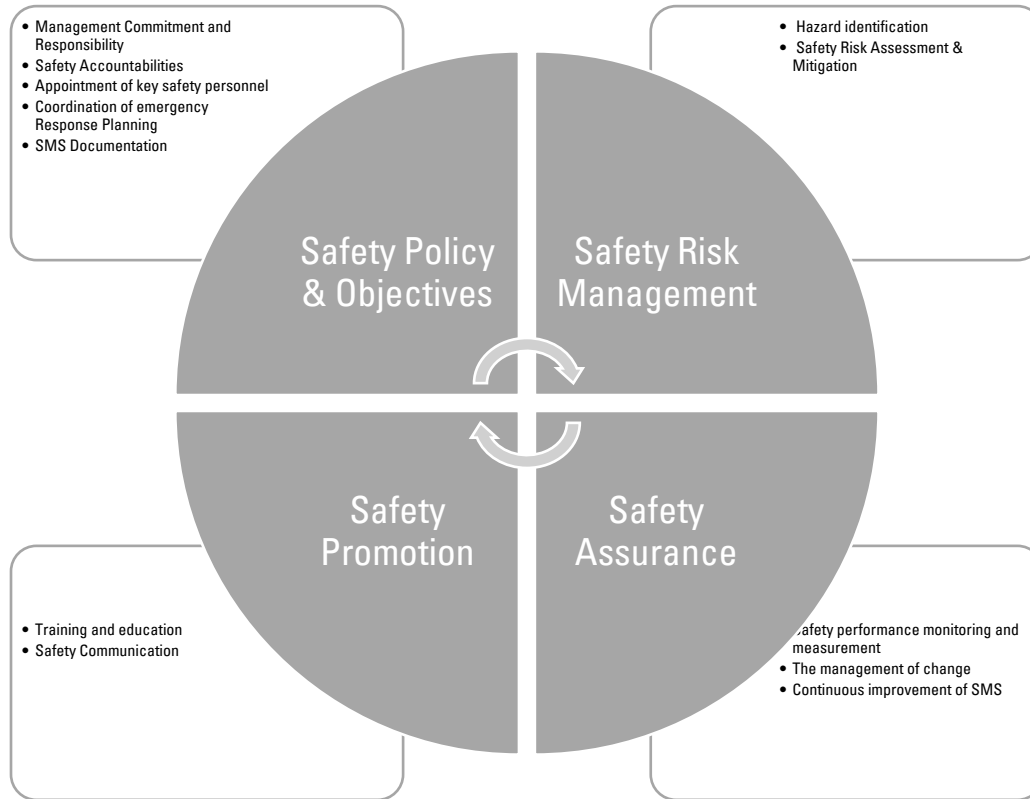 • Management Commitment and
Responsibility
• Safety Accountabilities
• Appointment of key safety personnel
• Coordination of emergency
Response Planning
• SMS Documentation
• Hazard identification
• Safety Risk Assessment &
Mitigation
Safety Policy
& Objectives
Safety Risk
Management
Safety
Promotion
Safety
Assurance
• Training and education
• Safety Communication
Safety performance monitoring and
measurement
• The management of change
• Continuous improvement of SMS